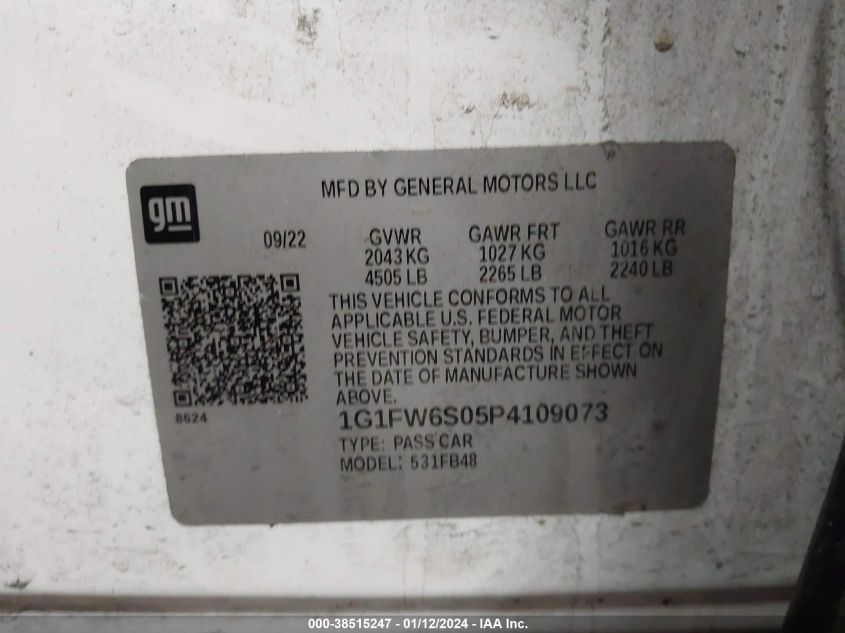 MFD BY GENERAL MOTORS LLC
gm
09/22 GVWR GAWR FRT GAWR RR
2043 KG 1027 KG 1016 KG
4505 LB 2265 LB 2240 LB
THIS VEHICLE CONFORMS TO ALL
APPLICABLE U.S. FEDERAL MOTOR
VEHICLE SAFETY, BUMPER, AND THEFT
PREVENTION STANDARDS IN EFFECT ON
THE DATE OF MANUFACTURE SHOWN
ABOVE.
8624
1G1FW6S05P4109073
TYPE: PASS CAR
MODEL: 531FB48
000-38515247 - 01/12/2024 - IAA Inc.